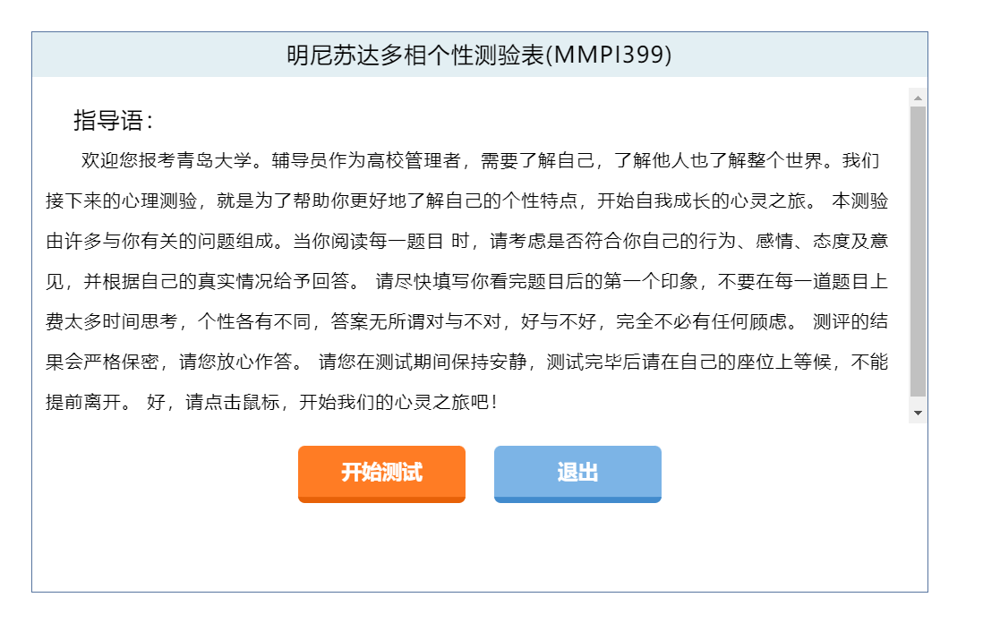 明尼苏达多相个性测验表(MMPI399)
指导语：
欢迎您报考青岛大学。辅导员作为高校管理者，需要了解自己，了解他人也了解整个世界。我们
接下来的心理测验，就是为了帮助你更好地了解自己的个性特点，开始自我成长的心灵之旅。 本测验
由许多与你有关的问题组成。当你阅读每一题目 时，请考虑是否符合你自己的行为、感情、态度及意
见，并根据自己的真实情况给予回答。 请尽快填写你看完题目后的第一个印象，不要在每一道题目上
费太多时间思考，个性各有不同，答案无所谓对与不对，好与不好，完全不必有任何顾虑。 测评的结
果会严格保密，请您放心作答。 请您在测试期间保持安静，测试完毕后请在自己的座位上等候，不能
提前离开。 好，请点击鼠标，开始我们的心灵之旅吧！
开始测试
退出